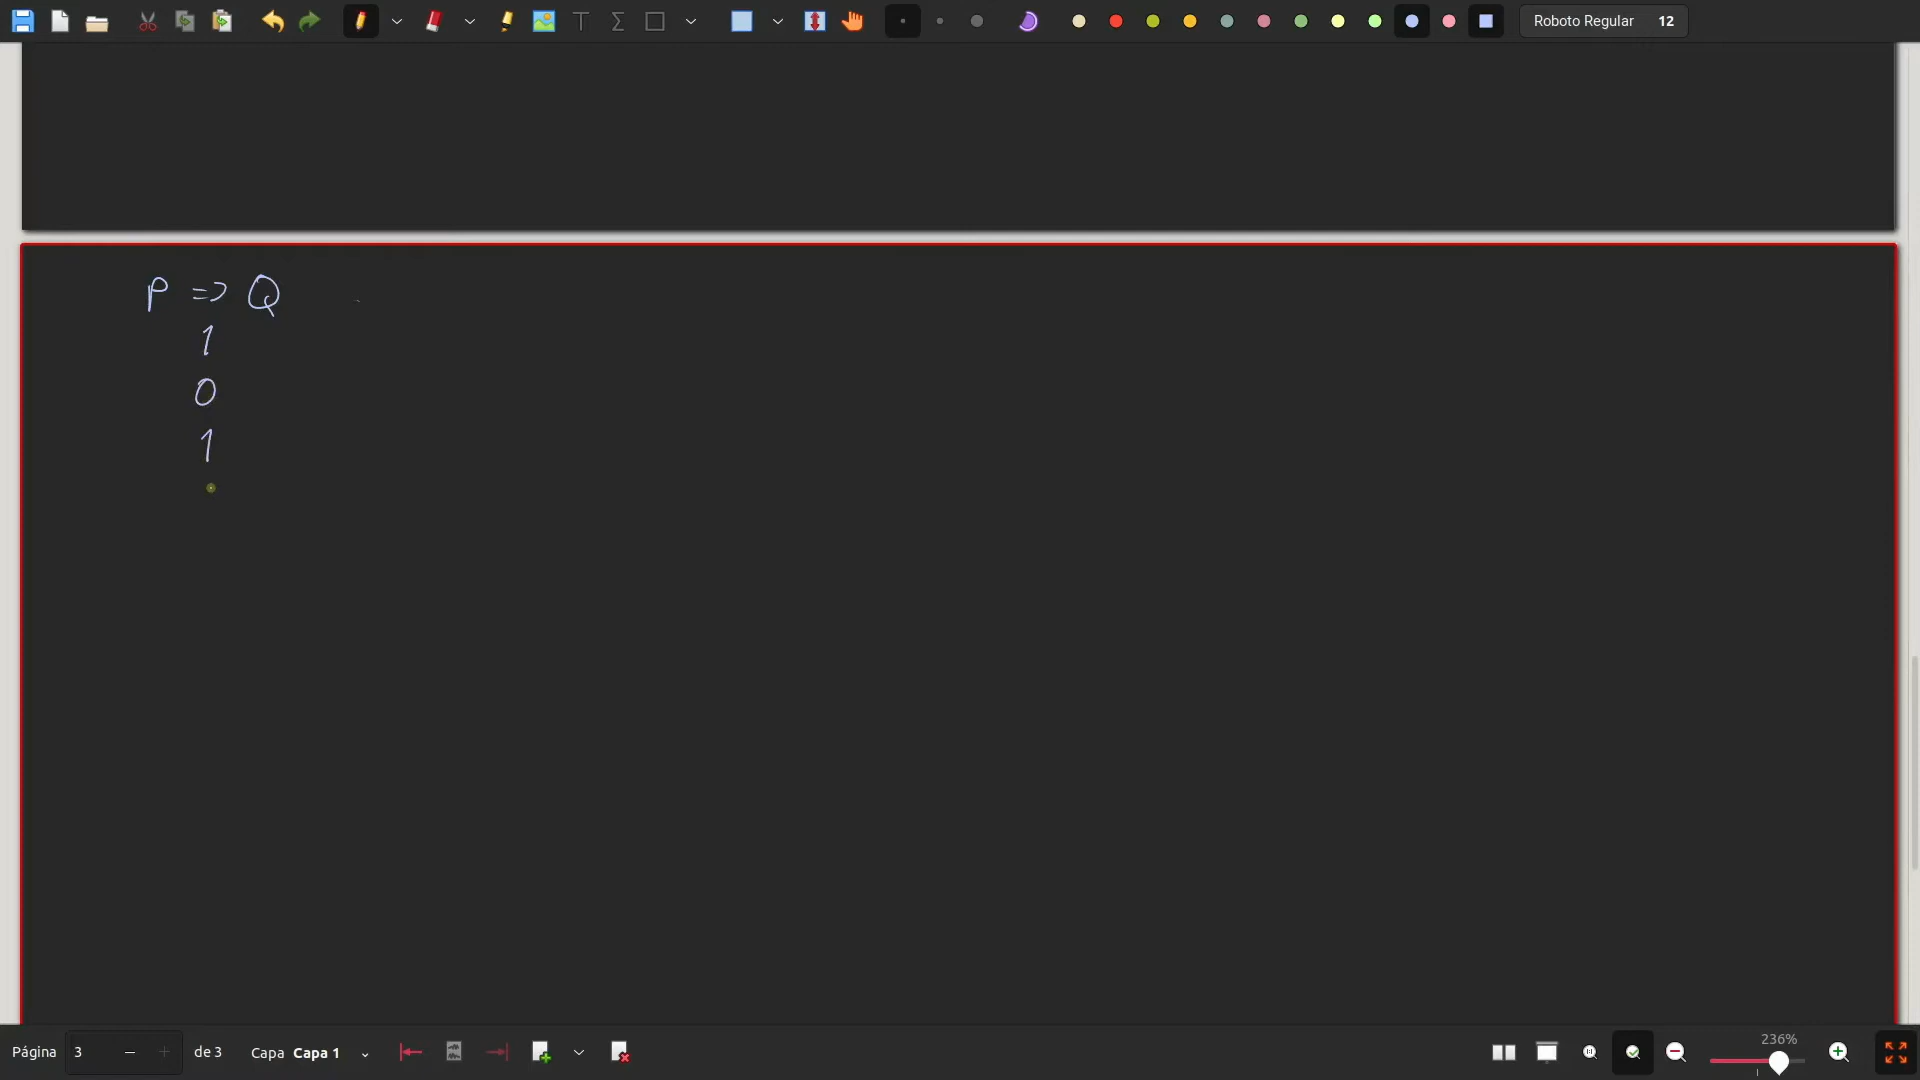 Roboto Regular 12
P => Q
1
0
1
Página 3 de 3 Capa Capa 1
236%